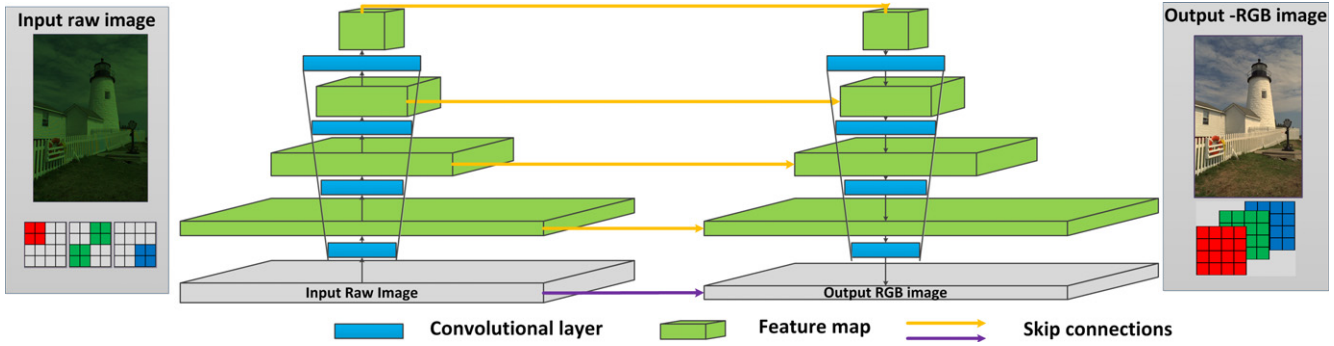 Input raw image
Output -RGB image
Input Raw Image
Output RGB image
Convolutional layer
Feature map
Skip connections